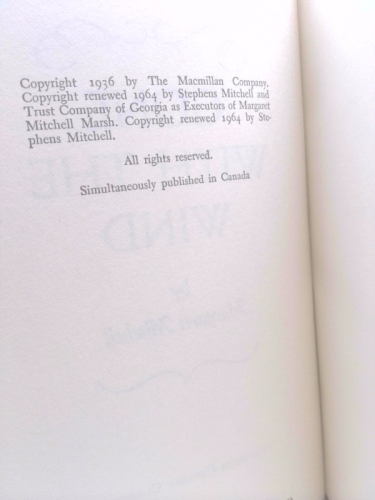 Copyright 1936 by The Macmillan Company.
Copyright renewed 1964 by Stephens Mitchell and
Trust Company of Georgia as Executors of Margaret
Mitchell Marsh. Copyright renewed 1964 by Ste-
phens Mitchell.
All rights reserved.
Simultaneously published in Canada
WIND